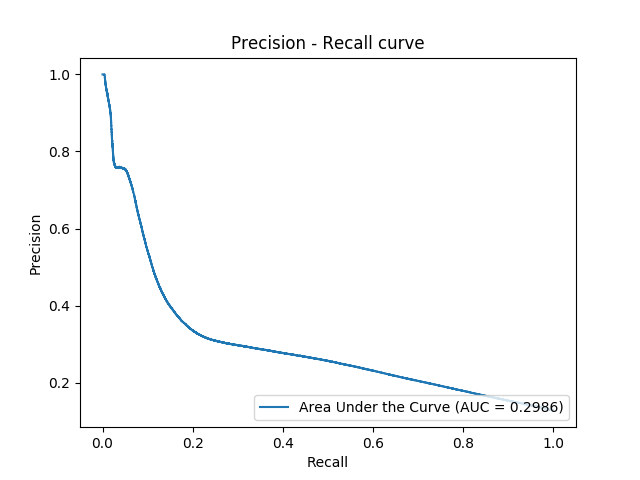 Precision - Recall curve
1.0
0.8
0.6
0.4
0.2
Precision
0.0
0.2
0.4
0.6
0.8
1.0
Recall
Area Under the Curve (AUC = 0.2986)